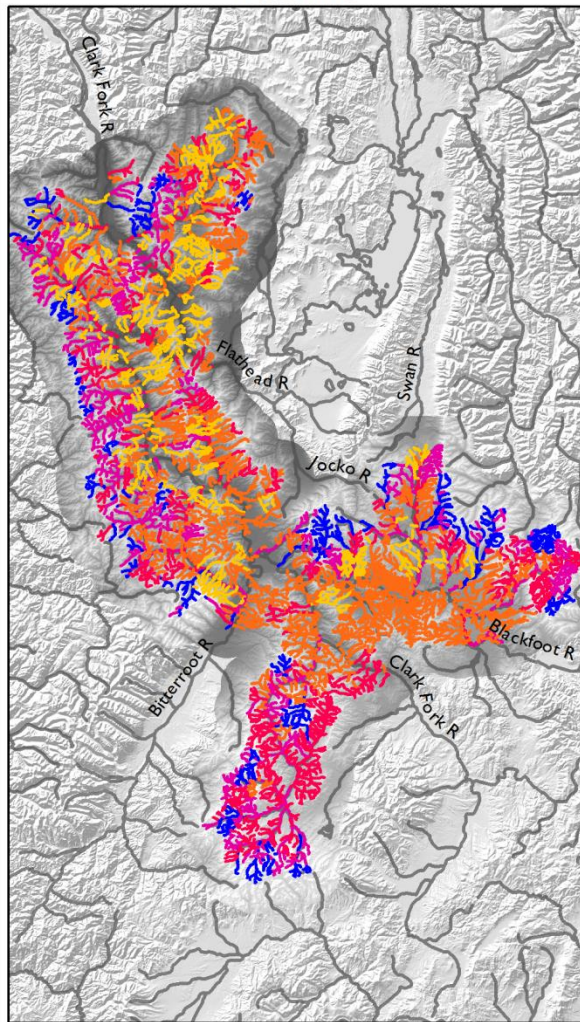 Clark Fork R
Flathead R
Swan R
Jocko R
Blackfoot R
Bitterroot R
Clark Fork R